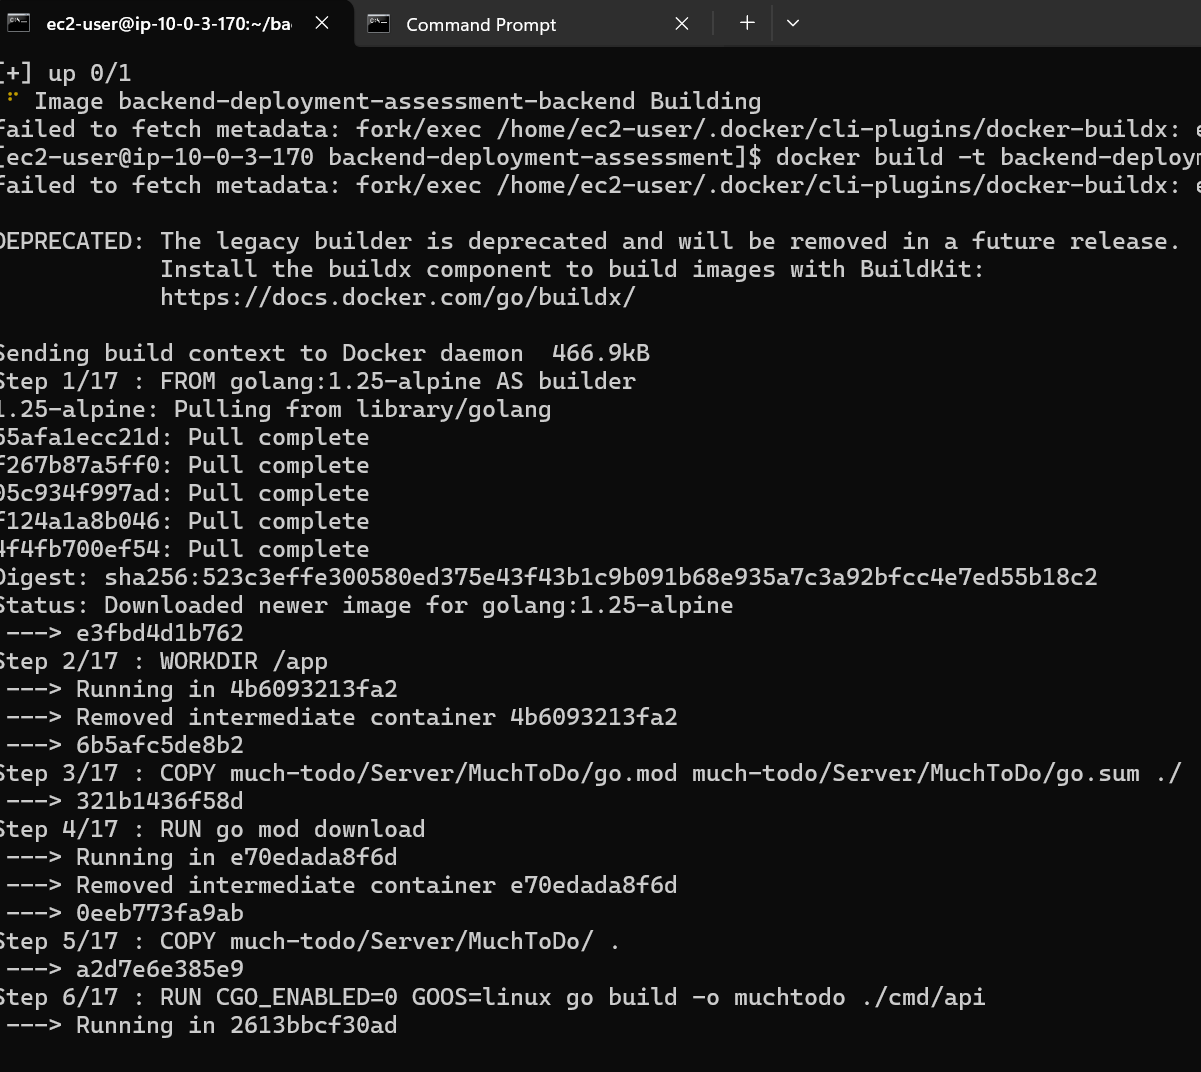 ec2-user@ip-10-0-3-170:~/ba
Command Prompt
[+] up 0/1
Image backend-deployment-assessment-backend Building
failed to fetch metadata: fork/exec /home/ec2-user/.docker/cli-plugins/docker-buildx: e
[ec2-user@ip-10-0-3-170 backend-deployment-assessment]$ docker build -t backend-deploym
failed to fetch metadata: fork/exec /home/ec2-user/.docker/cli-plugins/docker-buildx: e
DEPRECATED: The legacy builder is deprecated and will be removed in a future release.
Install the buildx component to build images with BuildKit:
https://docs.docker.com/go/buildx/
Sending build context to Docker daemon  466.9kB
Step 1/17 : FROM golang:1.25-alpine AS builder
1.25-alpine: Pulling from library/golang
55afa1ecc21d: Pull complete
f267b87a5ff0: Pull complete
05c934f997ad: Pull complete
f124a1a8b046: Pull complete
4f4fb700ef54: Pull complete
Digest: sha256:523c3effe300580ed375e43f43b1c9b091b68e935a7c3a92bfcc4e7ed55b18c2
Status: Downloaded newer image for golang:1.25-alpine
---> e3fbd4d1b762
Step 2/17 : WORKDIR /app
---> Running in 4b6093213fa2
---> Removed intermediate container 4b6093213fa2
---> 6b5afc5de8b2
Step 3/17 : COPY much-todo/Server/MuchToDo/go.mod much-todo/Server/MuchToDo/go.sum ./
---> 321b1436f58d
Step 4/17 : RUN go mod download
---> Running in e70edada8f6d
---> Removed intermediate container e70edada8f6d
---> 0eeb773fa9ab
Step 5/17 : COPY much-todo/Server/MuchToDo/ .
---> a2d7e6e385e9
Step 6/17 : RUN CGO_ENABLED=0 GOOS=linux go build -o muchtodo ./cmd/api
---> Running in 2613bbcf30ad